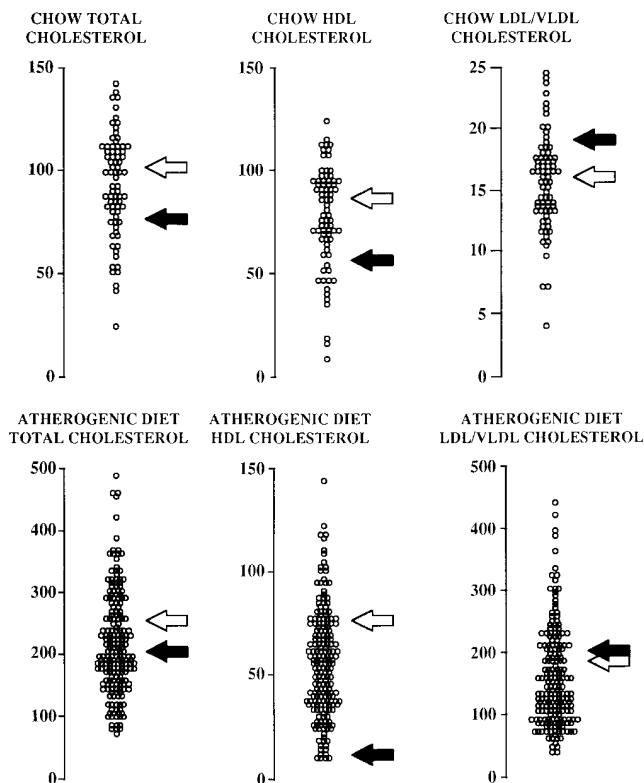 CHOW TOTAL
CHOLESTEROL
150
100
50
0
CHOW HDL
CHOLESTEROL
150
100
50
0
CHOW LDL/VLDL
CHOLESTEROL
25
20
15
10
5
0
ATHEROGENIC DIET
TOTAL CHOLESTEROL
500
400
300
200
100
0
ATHEROGENIC DIET
HDL CHOLESTEROL
150
100
50
0
ATHEROGENIC DIET
LDL/VLDL CHOLESTEROL
500
400
300
200
100
0